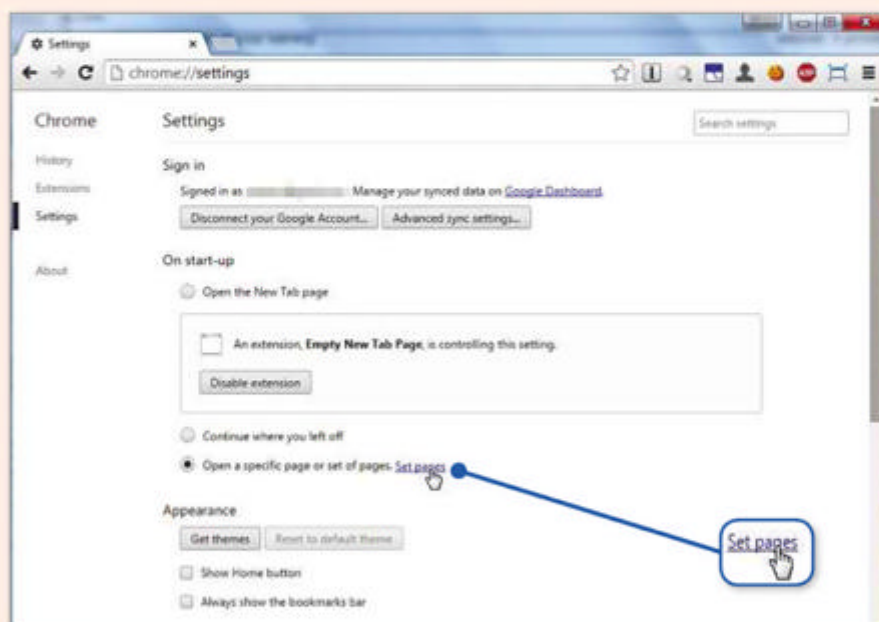 Settings
chrome://settings
Chrome
Settings
Search settings
History
Extensions
Settings
About
Sign in
Signed in as Manage your synced data on Google Dashboard.
Disconnect your Google Account... Advanced sync settings...
On start-up
Open the New Tab page
An extension, Empty New Tab Page, is controlling this setting.
Disable extension
Continue where you left off
Open a specific page or set of pages. Set pages
Set pages
Appearance
Get themes Reset to default theme
Show Home button
Always show the bookmarks bar